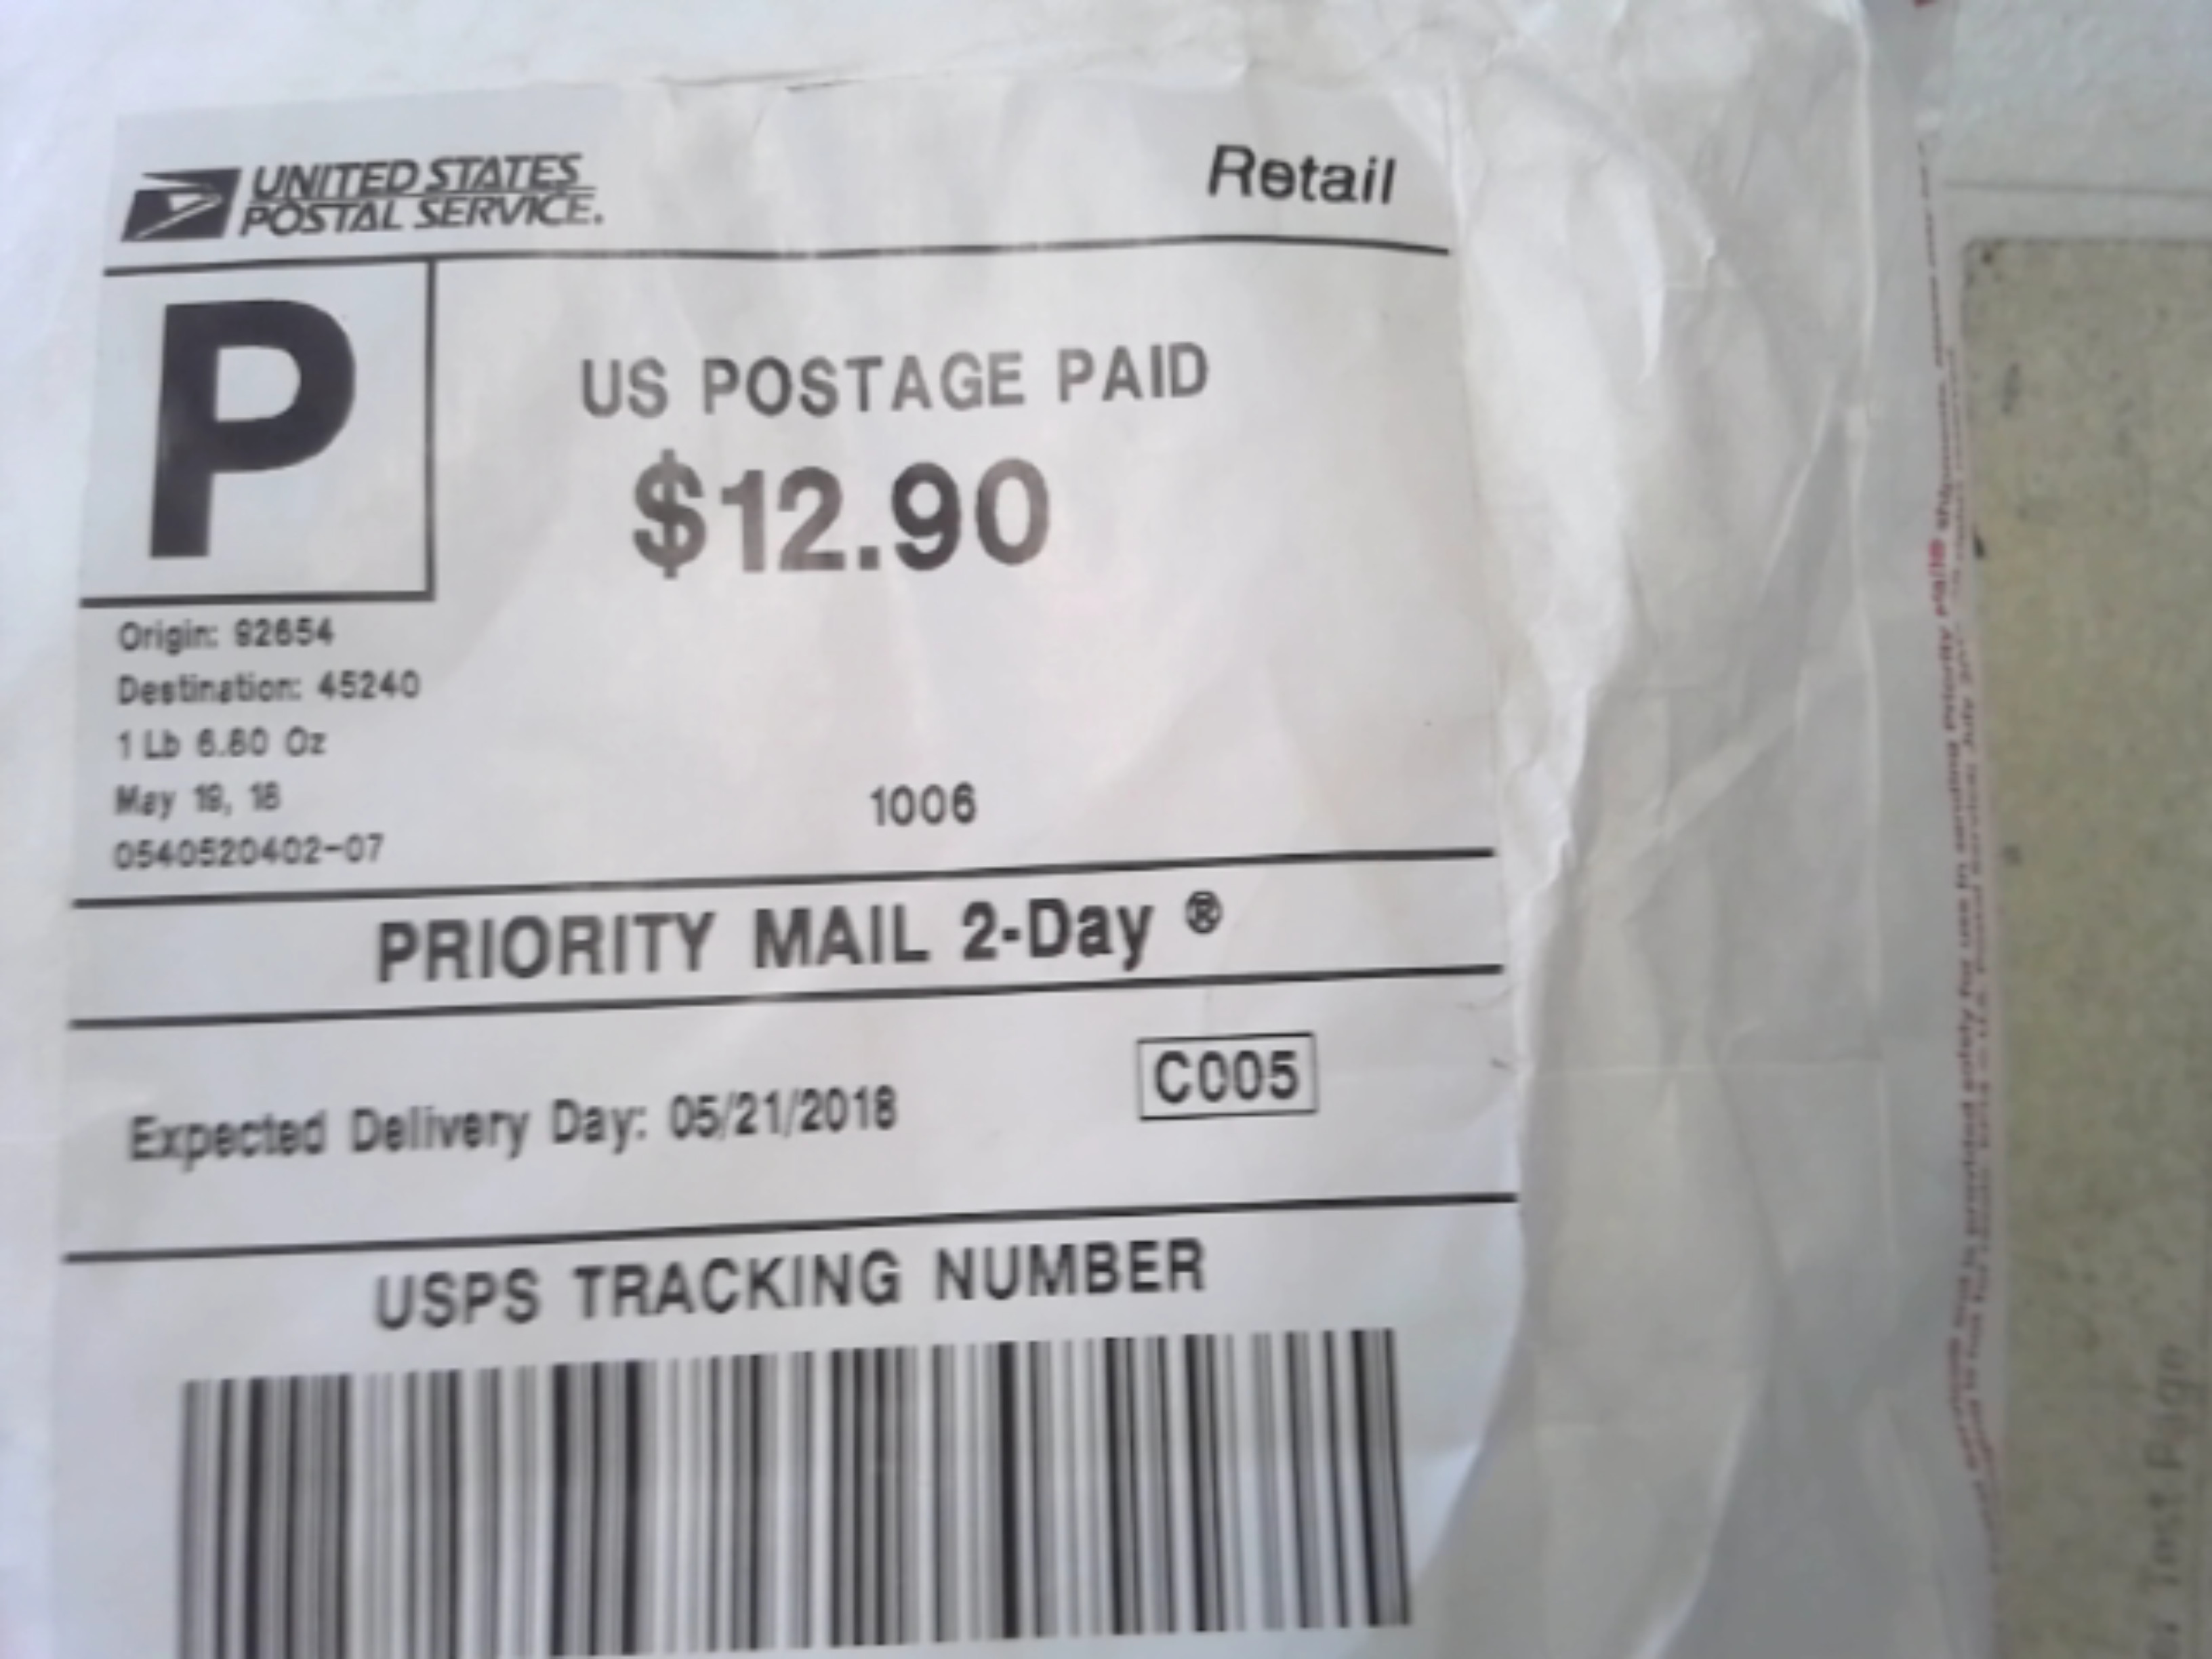 UNITED STATES
POSTAL SERVICE.
Retail
P
US POSTAGE PAID
$12.90
Origin: 92654
Destination: 45240
1 Lb 6.80 Oz
May 19, 18
0540520402-07
1006
PRIORITY MAIL 2-Day ®
Expected Delivery Day: 05/21/2018
C005
USPS TRACKING NUMBER
Test Page